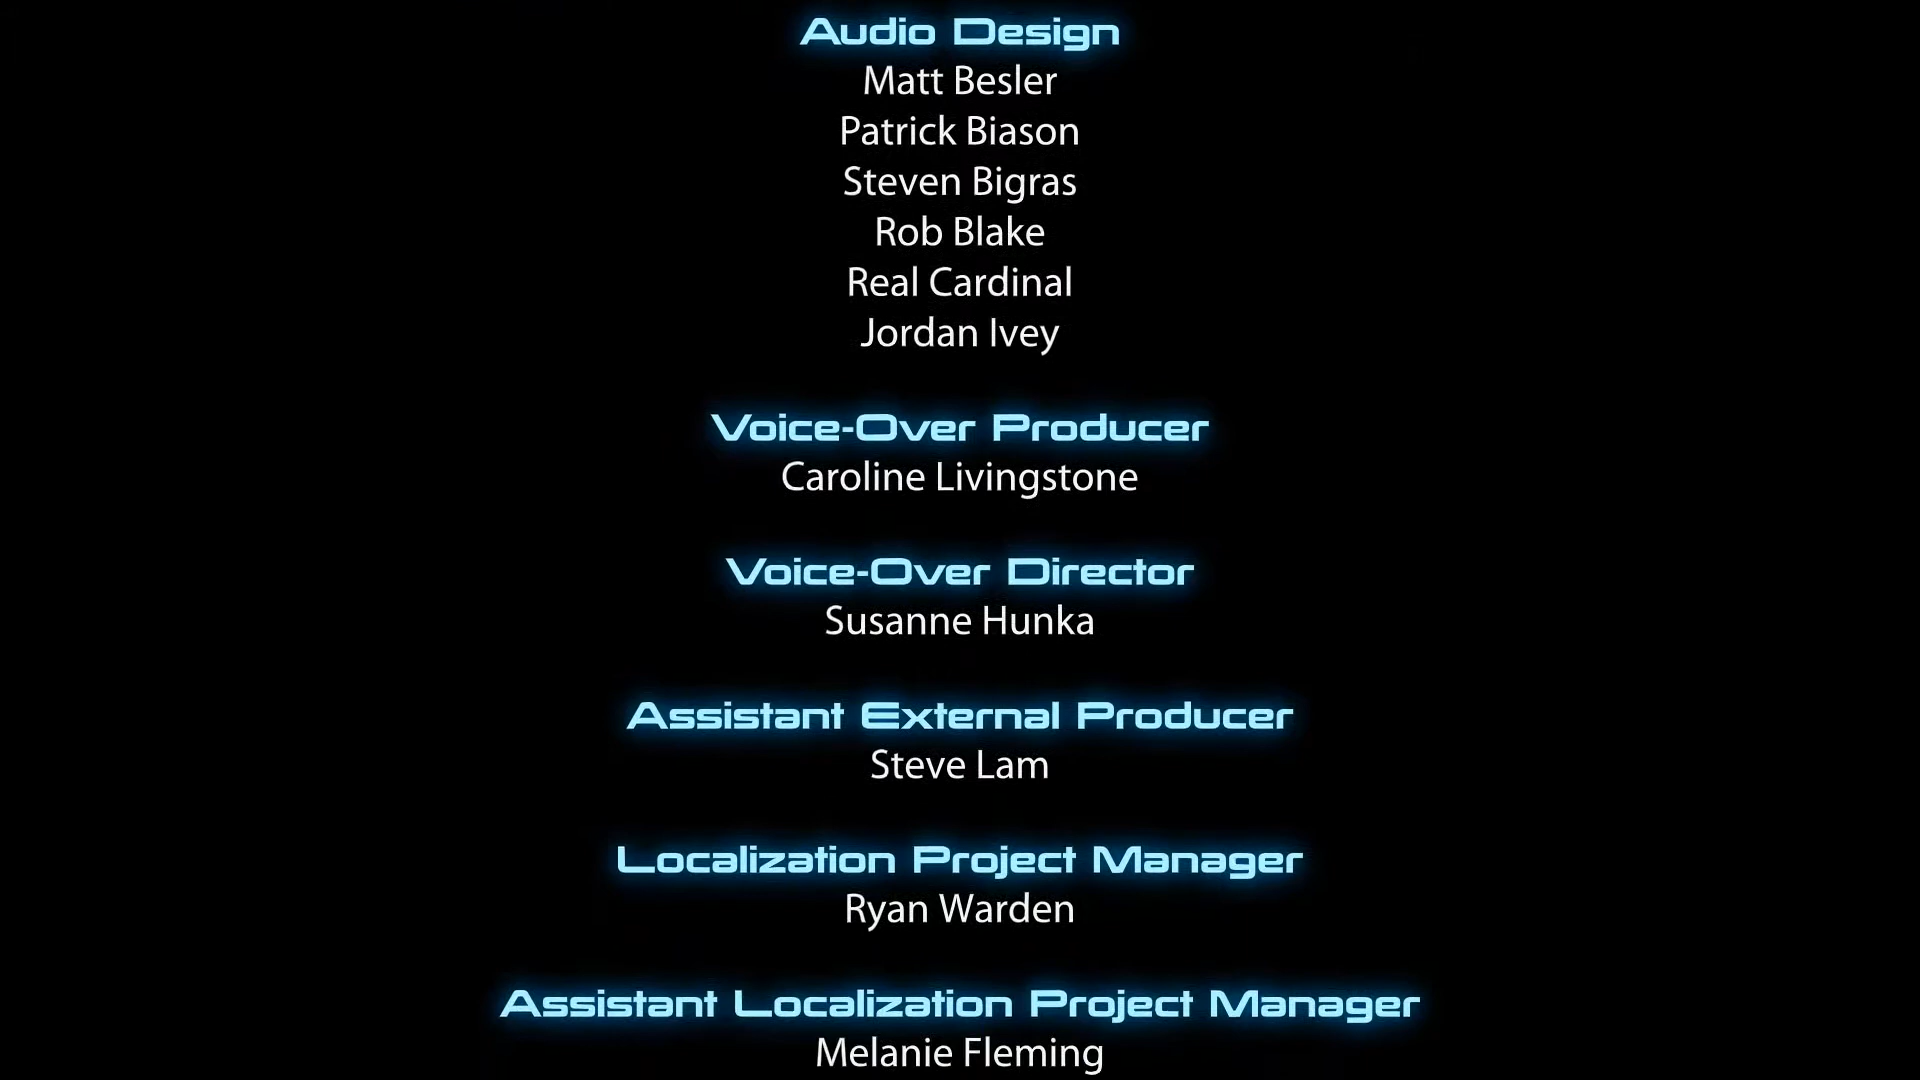 Audio Design
Matt Besler
Patrick Biason
Steven Bigras
Rob Blake
Real Cardinal
Jordan Ivey
Voice-Over Producer
Caroline Livingstone
Voice-Over Director
Susanne Hunka
Assistant External Producer
Steve Lam
Localization Project Manager
Ryan Warden
Assistant Localization Project Manager
Melanie Fleming